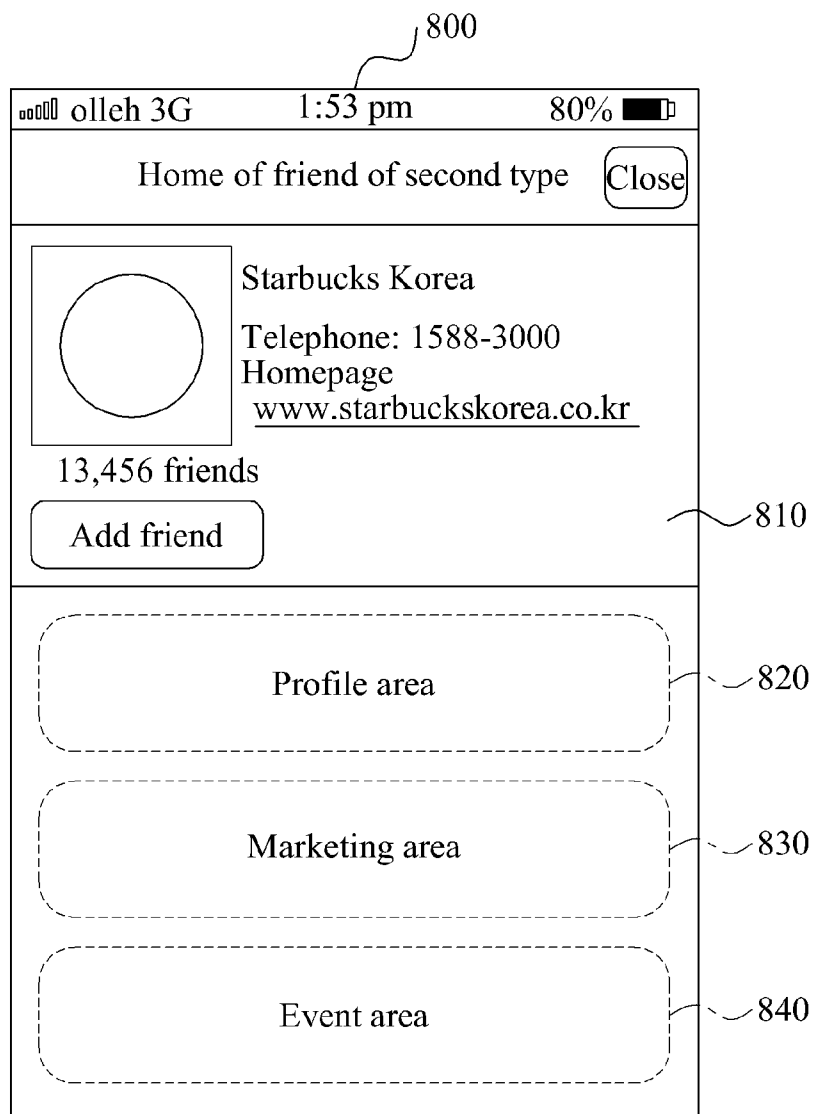 800
olleh 3G 1:53 pm 80%
Home of friend of second type Close
Starbucks Korea
Telephone: 1588-3000
Homepage
www.starbuckskorea.co.kr
13,456 friends
810
Add friend
Profile area 820
Marketing area 830
Event area 840